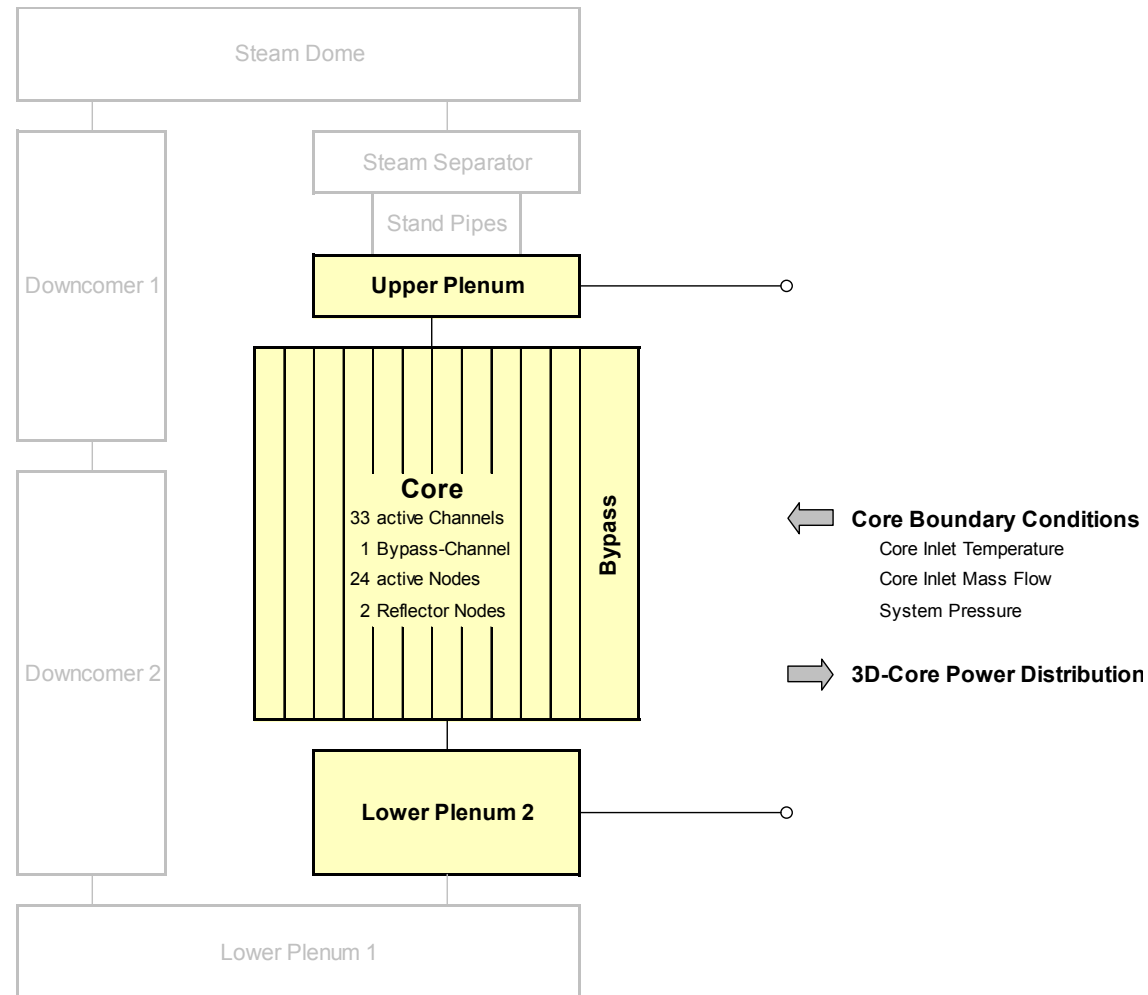 Steam Dome
Steam Separator
Stand Pipes
Downcomer 1
Upper Plenum
Core
33 active Channels
1 Bypass-Channel
24 active Nodes
2 Reflector Nodes
Bypass
Core Boundary Conditions
Core Inlet Temperature
Core Inlet Mass Flow
System Pressure
3D-Core Power Distribution
Downcomer 2
Lower Plenum 2
Lower Plenum 1